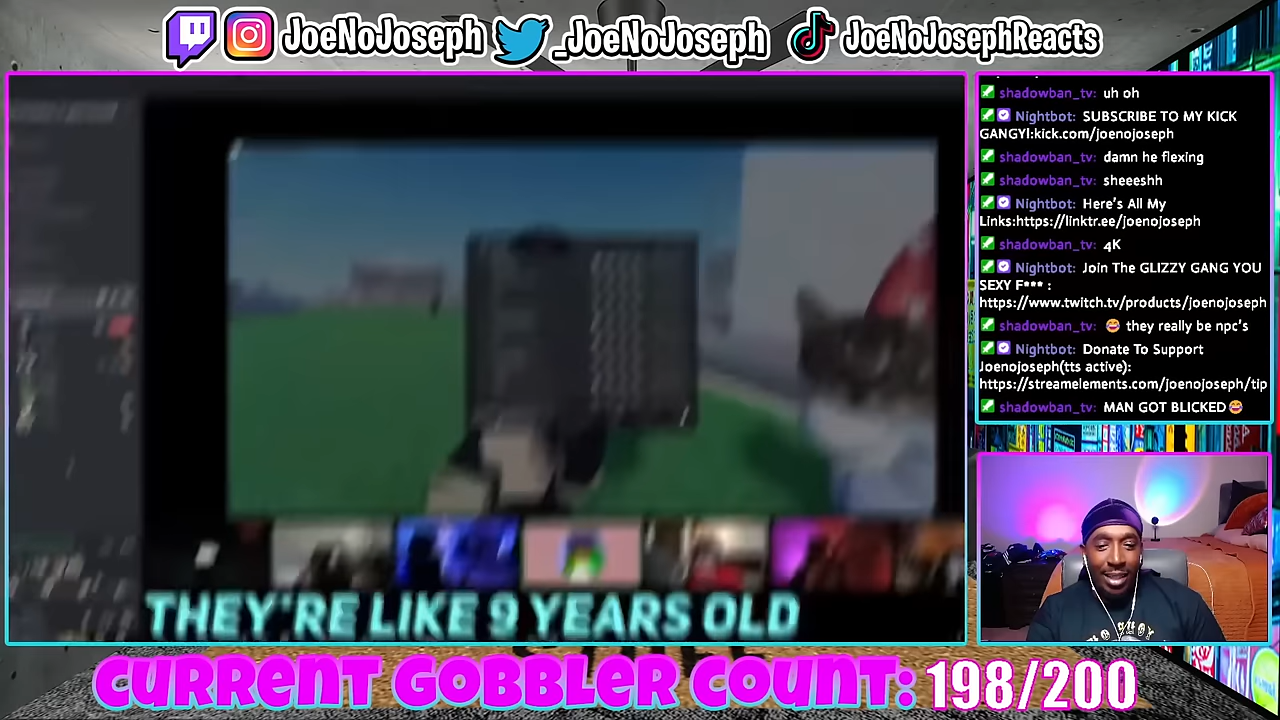 JoeNoJoseph
_JoeNoJoseph
JoeNoJosephReacts
shadowban_tv: uh oh
Nightbot: SUBSCRIBE TO MY KICK
GANGY!:kick.com/joenojoseph
shadowban_tv: damn he flexing
shadowban_tv: sheeeshh
Nightbot: Here's All My
Links:https://linktr.ee/joenojoseph
shadowban_tv: 4K
Nightbot: Join The GLIZZY GANG YOU
SEXY F*** :
https://www.twitch.tv/products/joenojoseph
shadowban_tv: 😂 they really be npc's
Nightbot: Donate To Support
Joenojoseph(tts active):
https://streamelements.com/joenojoseph/tip
shadowban_tv: MAN GOT BLICKED😂
THEY'RE LIKE 9 YEARS OLD
CURRENT GOBBLER COUNT: 198/200